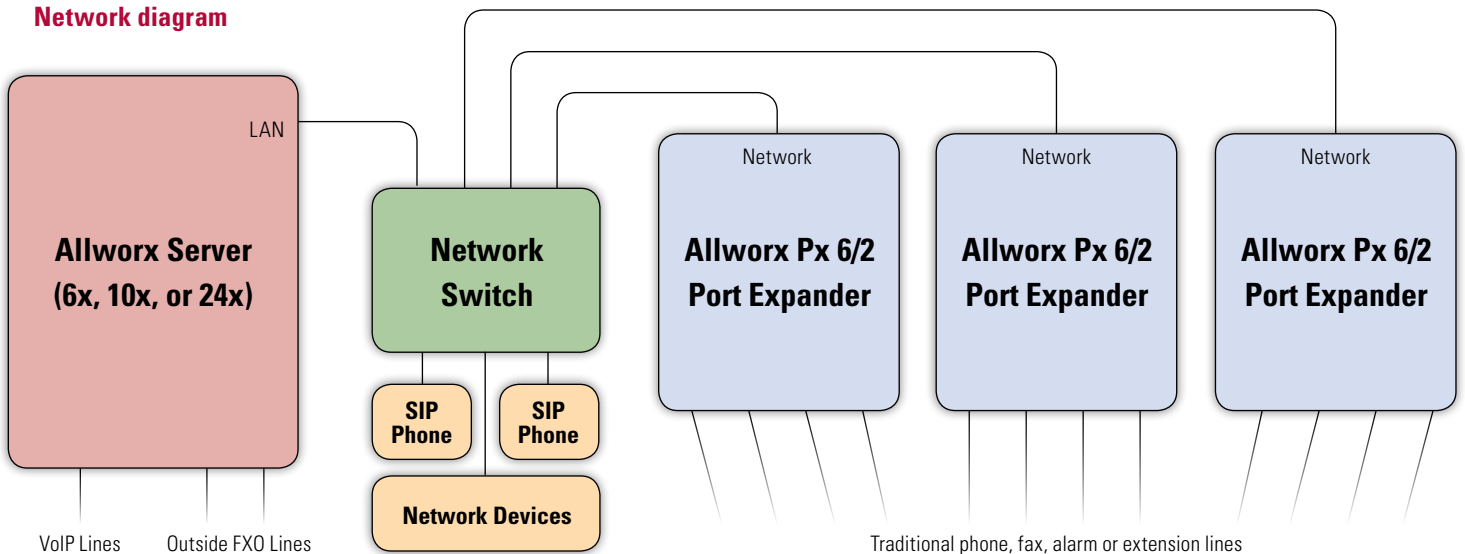 Network diagram
LAN
Allworx Server
(6x, 10x, or 24x)
Network
Switch
Network
Allworx Px 6/2
Port Expander
Network
Allworx Px 6/2
Port Expander
Network
Allworx Px 6/2
Port Expander
SIP
Phone
SIP
Phone
Network Devices
VoIP Lines
Outside FXO Lines
Traditional phone, fax, alarm or extension lines